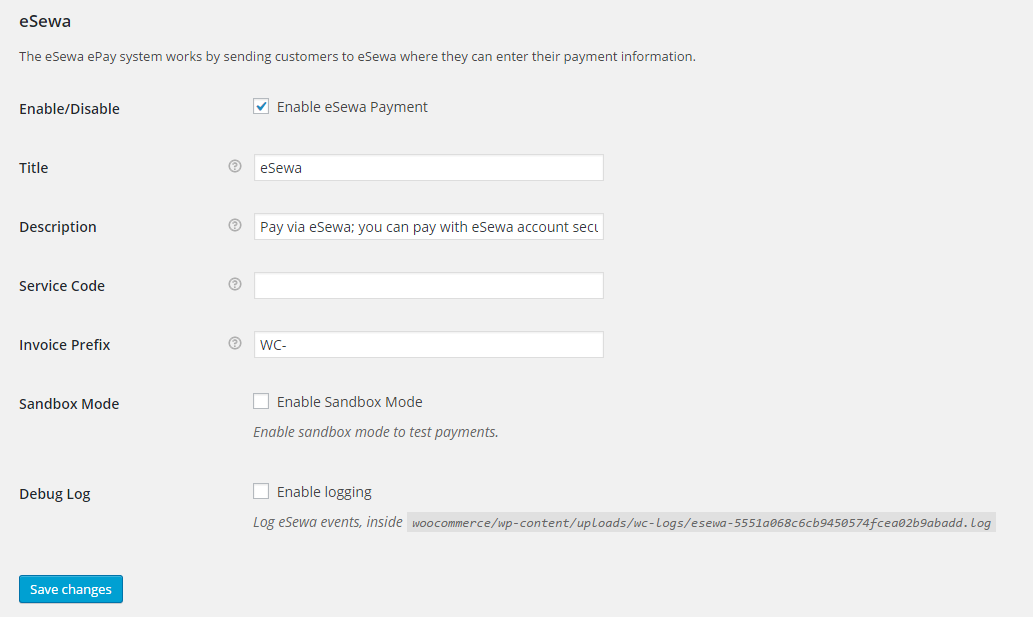 eSewa
The eSewa ePay system works by sending customers to eSewa where they can enter their payment information.
Enable/Disable Enable eSewa Payment
Title ? eSewa
Description ? Pay via eSewa; you can pay with eSewa account secu
Service Code ?
Invoice Prefix ? WC-
Sandbox Mode Enable Sandbox Mode
Enable sandbox mode to test payments.
Debug Log Enable logging
Log eSewa events, inside woocommerce/wp-content/uploads/wc-logs/esewa-5551a068c6cb9450574fcea02b9abadd.log
Save changes